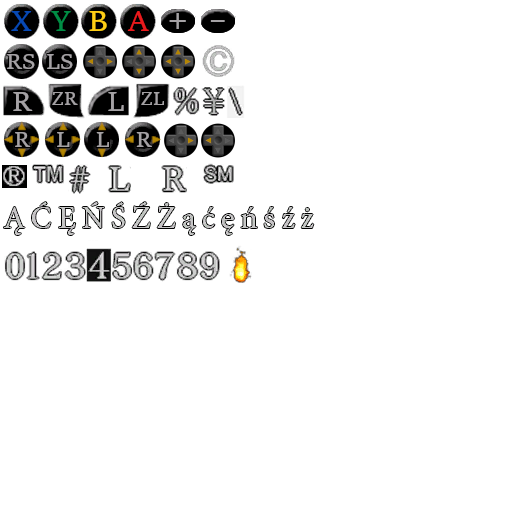 X Y B A + −
RS LS ©
R ZR L ZL % ¥ \
R L L R
® ™ # L R ℠
ĄĆĘŃŚŹŻąćęńśźż
0123456789